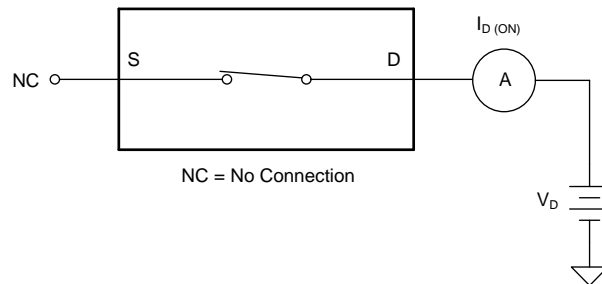 I D (ON)
S
D
NC
A
NC = No Connection
V D